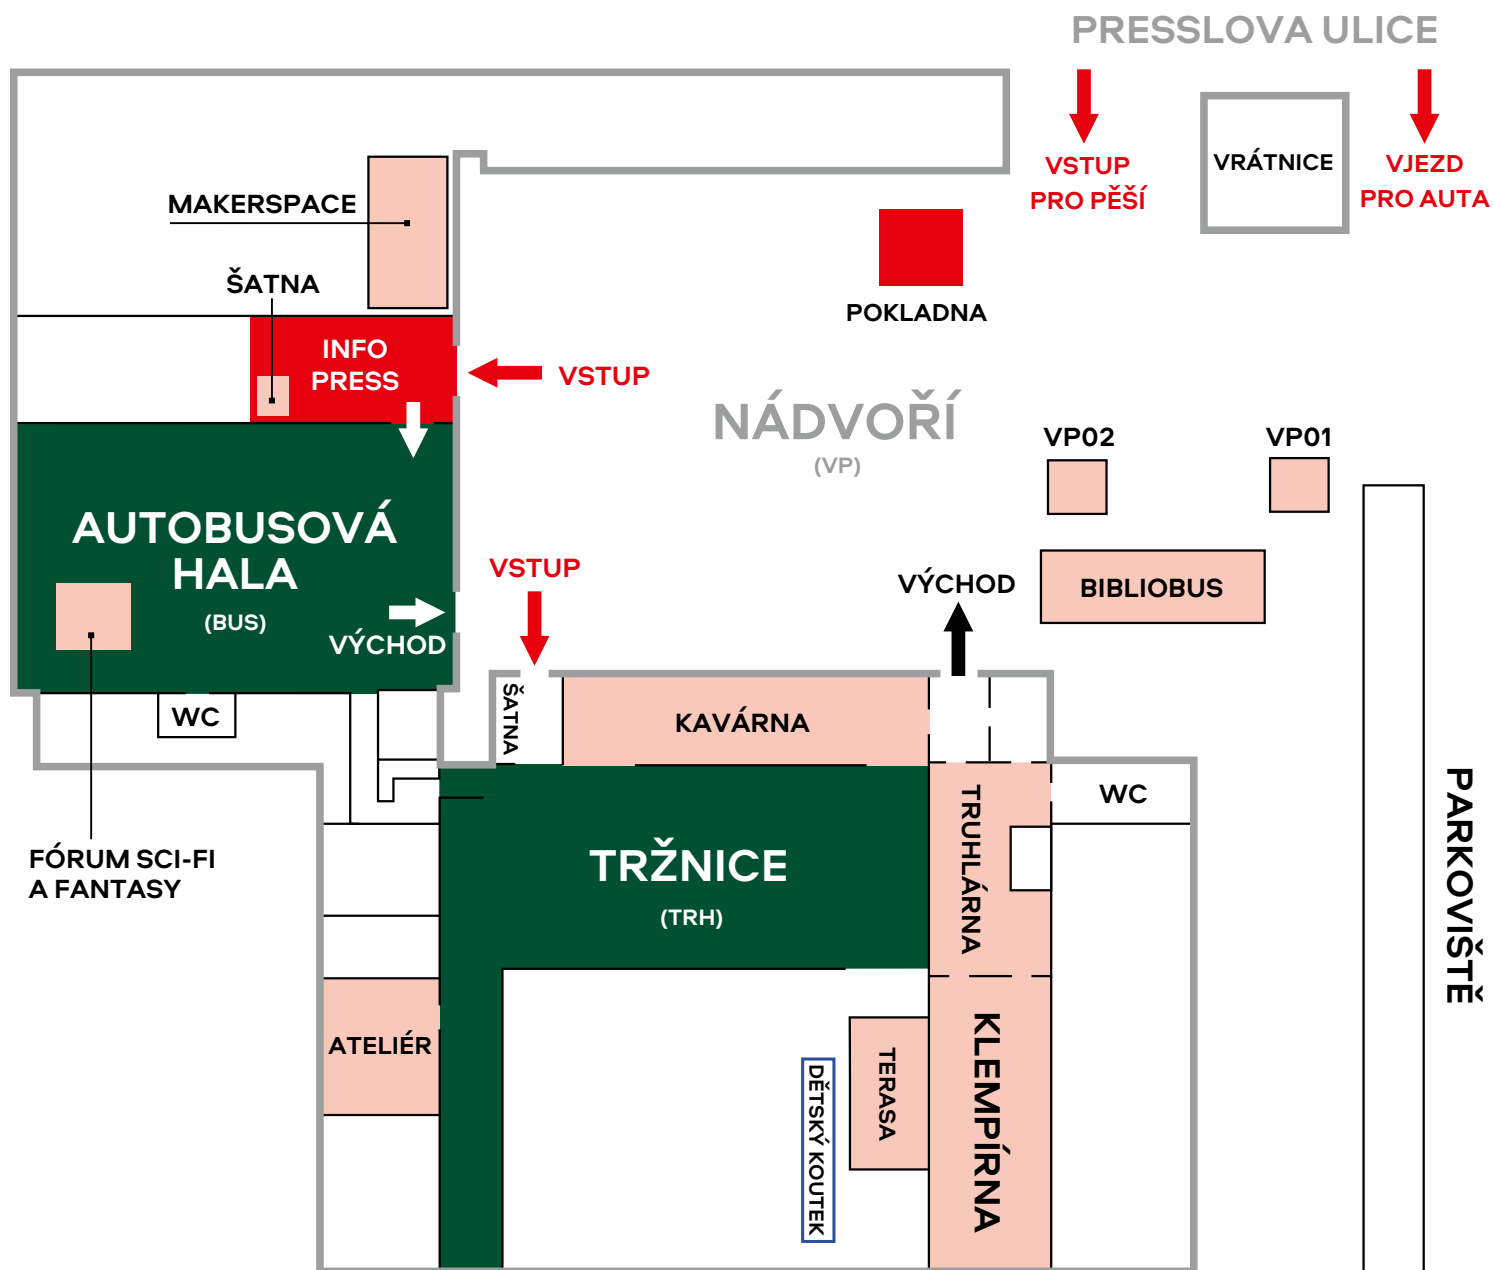 PRESSLOVA ULICE
VSTUP
PRO PĚŠÍ
VRÁTNICE
VJEZD
PRO AUTA
MAKERSPACE
ŠATNA
POKLADNA
INFO
PRESS
VSTUP
NÁDVOŘÍ
(VP)
VP02
VP01
AUTOBUSOVÁ
HALA
(BUS)
VÝCHOD
VSTUP
VÝCHOD
BIBLIOBUS
WC
ŠATNA
KAVÁRNA
FÓRUM SCI-FI
A FANTASY
TRŽNICE
(TRH)
TRUHLÁRNA
WC
PARKOVIŠTĚ
ATELIÉR
DĚTSKÝ KOUTEK
TERASA
KLEMPÍRNA